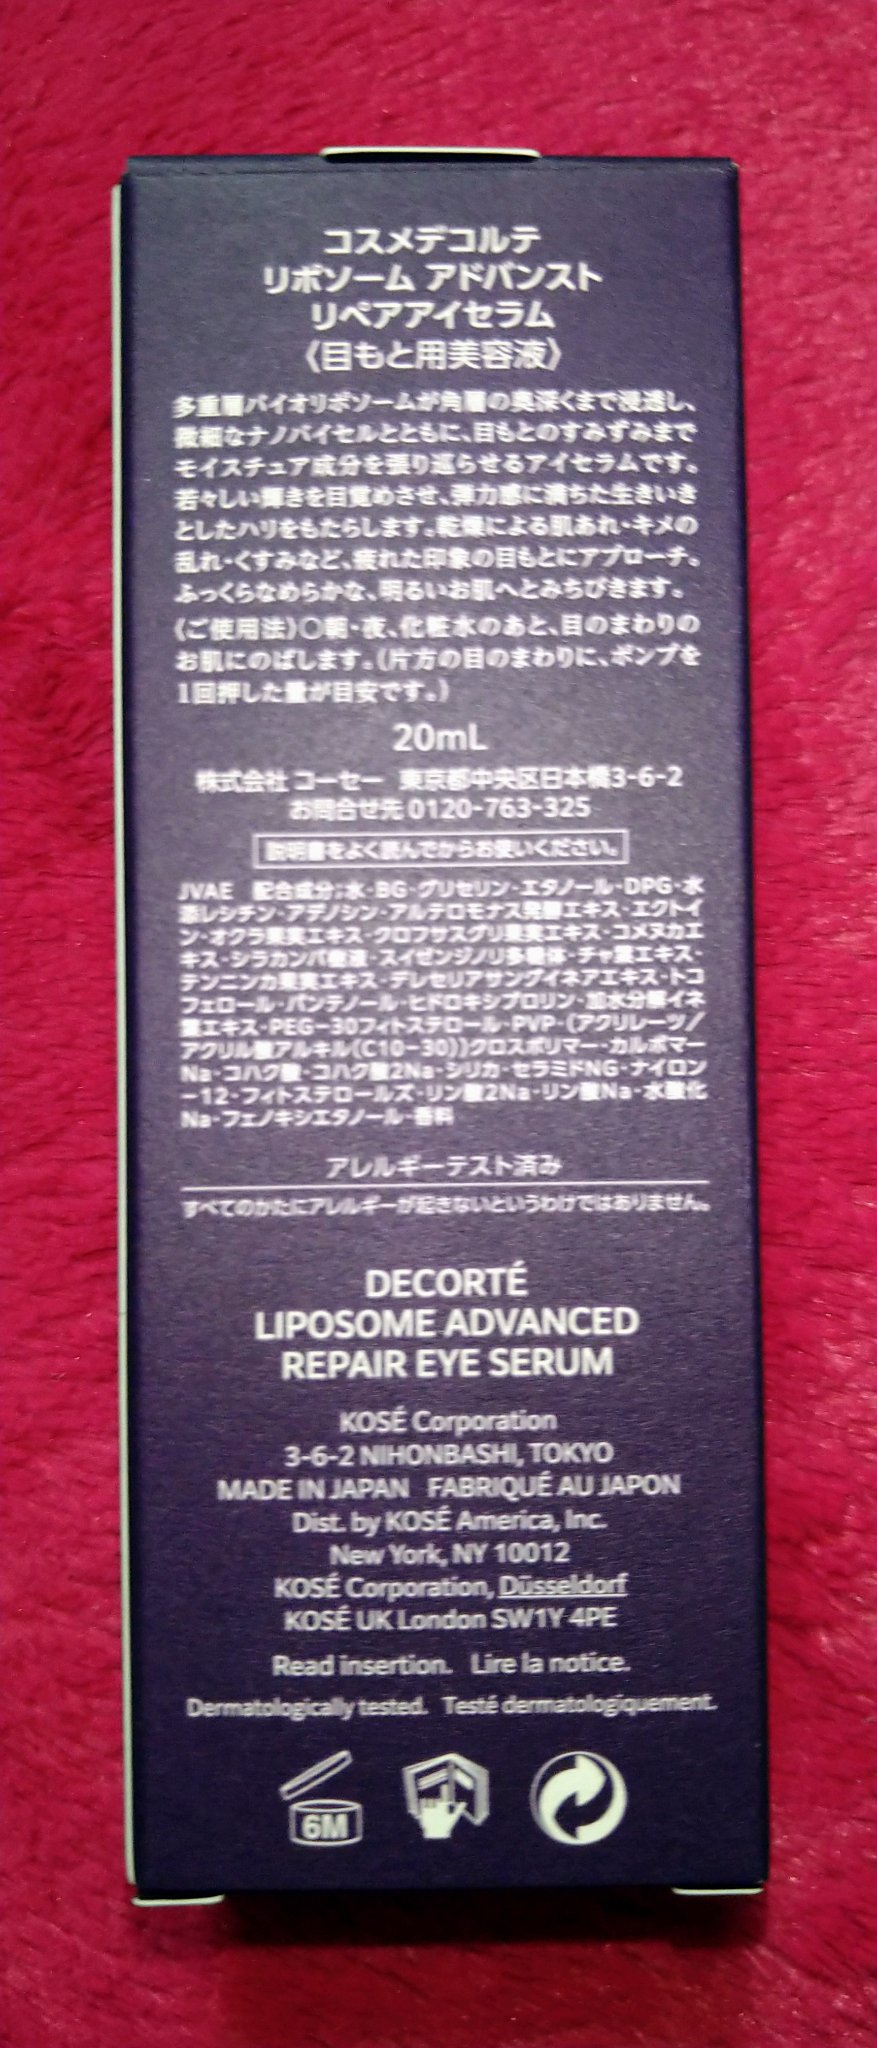 コスメデコルテ
リポソーム アドバンスト
リペアアイセラム
〈目もと用美容液〉
多重層バイオリポソームが角層の奥深くまで浸透し、
微細なナノバイセルとともに、目もとのすみずみまで
モイスチュア成分を張り巡らせるアイセラムです。
若々しい輝きを目覚めさせ、弾力感に満ちた生きいき
としたハリをもたらします。乾燥による肌あれ・キメの
乱れ・くすみなど、疲れた印象の目もとにアプローチ。
ふっくらなめらかな、明るいお肌へとみちびきます。
〈ご使用法〉○朝・夜、化粧水のあと、目のまわりの
お肌にのばします。(片方の目のまわりに、ポンプを
1回押した量が目安です。)
20mL
株式会社 コーセー 東京都中央区日本橋3-6-2
お問合せ先 0120-763-325
説明書をよく読んでからお使いください。
JVAE 配合成分:水・BG・グリセリン・エタノール・DPG・水
添レシチン・アデノシン・アルテロモナス発酵エキス・エクトイ
ン・オクラ果実エキス・クロフサスグリ果実エキス・コメヌカエ
キス・シラカンバ樹液・スイゼンジノリ多糖体・チャ葉エキス・
テンニンカ果実エキス・デレセリアサングイネアエキス・トコ
フェロール・パンテノール・ヒドロキシプロリン・加水分解イネ
葉エキス・PEG-30フィトステロール・PVP・(アクリレーツ/
アクリル酸アルキル(C10-30))クロスポリマー・カルボマー
Na・コハク酸・コハク酸2Na・シリカ・セラミドNG・ナイロン
-12・フィトステロールズ・リン酸2Na・リン酸Na・水酸化
Na・フェノキシエタノール・香料
アレルギーテスト済み
すべてのかたにアレルギーが起きないというわけではありません。
DECORTÉ
LIPOSOME ADVANCED
REPAIR EYE SERUM
KOSÉ Corporation
3-6-2 NIHONBASHI, TOKYO
MADE IN JAPAN FABRIQUÉ AU JAPON
Dist. by KOSÉ America, Inc.
New York, NY 10012
KOSÉ Corporation, Düsseldorf
KOSÉ UK London SW1Y 4PE
Read insertion. Lire la notice.
Dermatologically tested. Testé dermatologiquement.
6M